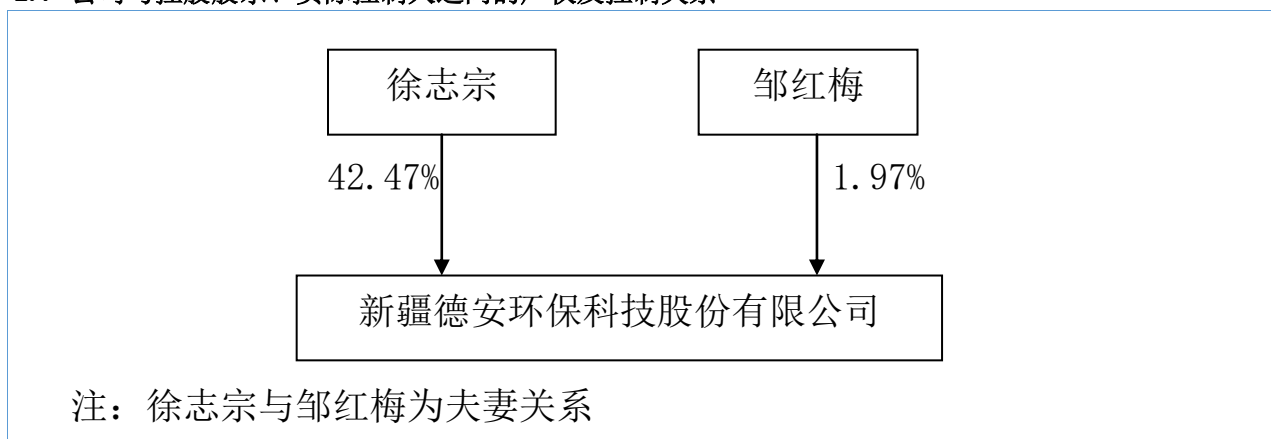 徐志宗
邹红梅
42.47%
1.97%
新疆德安环保科技股份有限公司
注：徐志宗与邹红梅为夫妻关系